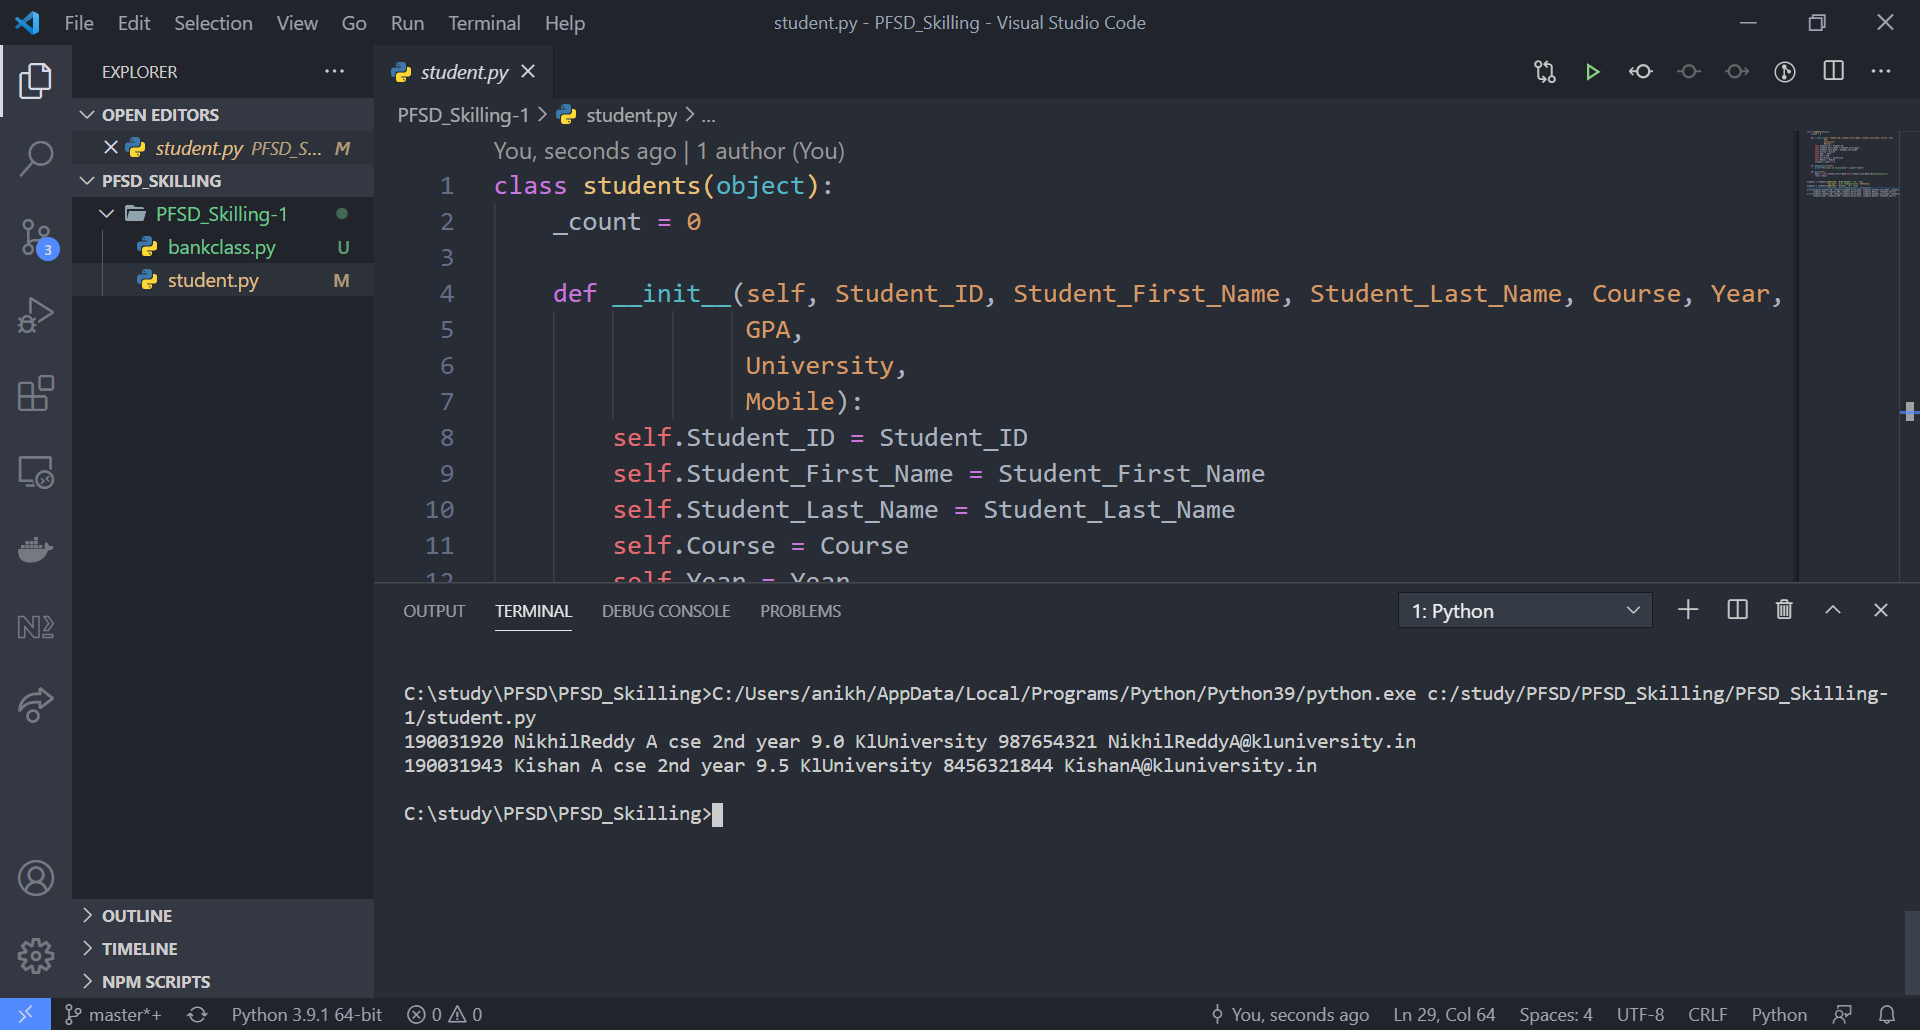 File Edit Selection View Go Run Terminal Help
student.py - PFSD_Skilling - Visual Studio Code
EXPLORER
student.py
OPEN EDITORS
student.py PFSD_S... M
PFSD_SKILLING
PFSD_Skilling-1
bankclass.py U
student.py M
3
OUTLINE
TIMELINE
NPM SCRIPTS
PFSD_Skilling-1 > student.py > ...
You, seconds ago | 1 author (You)
1 class students(object):
2 _count = 0
3
4 def __init__(self, Student_ID, Student_First_Name, Student_Last_Name, Course, Year,
5 GPA,
6 University,
7 Mobile):
8 self.Student_ID = Student_ID
9 self.Student_First_Name = Student_First_Name
10 self.Student_Last_Name = Student_Last_Name
11 self.Course = Course
12 self.Year = Year
OUTPUT TERMINAL DEBUG CONSOLE PROBLEMS
1: Python
C:\study\PFSD\PFSD_Skilling>C:/Users/anikh/AppData/Local/Programs/Python/Python39/python.exe c:/study/PFSD/PFSD_Skilling/PFSD_Skilling-
1/student.py
190031920 NikhilReddy A cse 2nd year 9.0 KlUniversity 987654321 NikhilReddyA@kluniversity.in
190031943 Kishan A cse 2nd year 9.5 KlUniversity 8456321844 KishanA@kluniversity.in
C:\study\PFSD\PFSD_Skilling>
master*+ Python 3.9.1 64-bit 0 0
You, seconds ago Ln 29, Col 64 Spaces: 4 UTF-8 CRLF Python